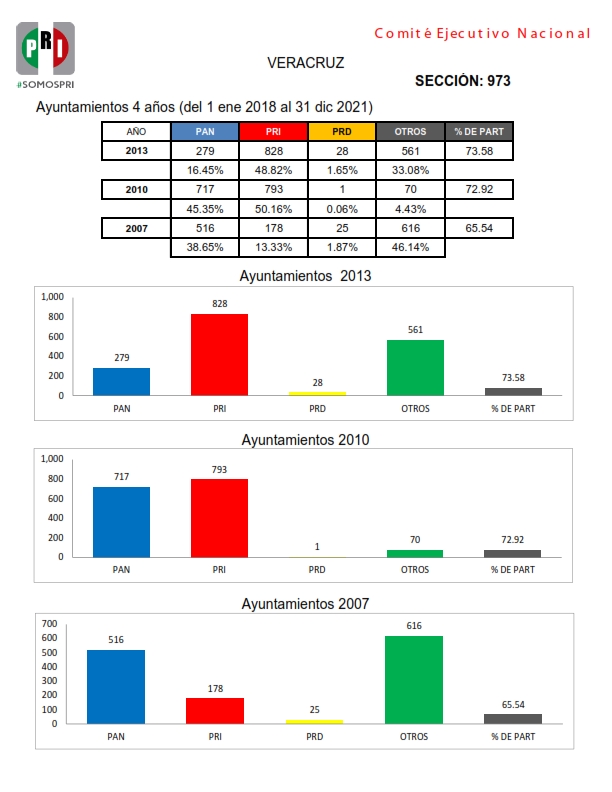 Comité Ejecutivo Nacional
PRI
#SOMOSPRI
VERACRUZ
SECCIÓN: 973
Ayuntamientos 4 años (del 1 ene 2018 al 31 dic 2021)
AÑO PAN PRI PRD OTROS % DE PART
2013 279 828 28 561 73.58
16.45% 48.82% 1.65% 33.08%
2010 717 793 1 70 72.92
45.35% 50.16% 0.06% 4.43%
2007 516 178 25 616 65.54
38.65% 13.33% 1.87% 46.14%
Ayuntamientos 2013
1,000
800
600
400
200
0
279 828 28 561 73.58
PAN PRI PRD OTROS % DE PART
Ayuntamientos 2010
1,000
800
600
400
200
0
717 793 1 70 72.92
PAN PRI PRD OTROS % DE PART
Ayuntamientos 2007
700
600
500
400
300
200
100
0
516 178 25 616 65.54
PAN PRI PRD OTROS % DE PART